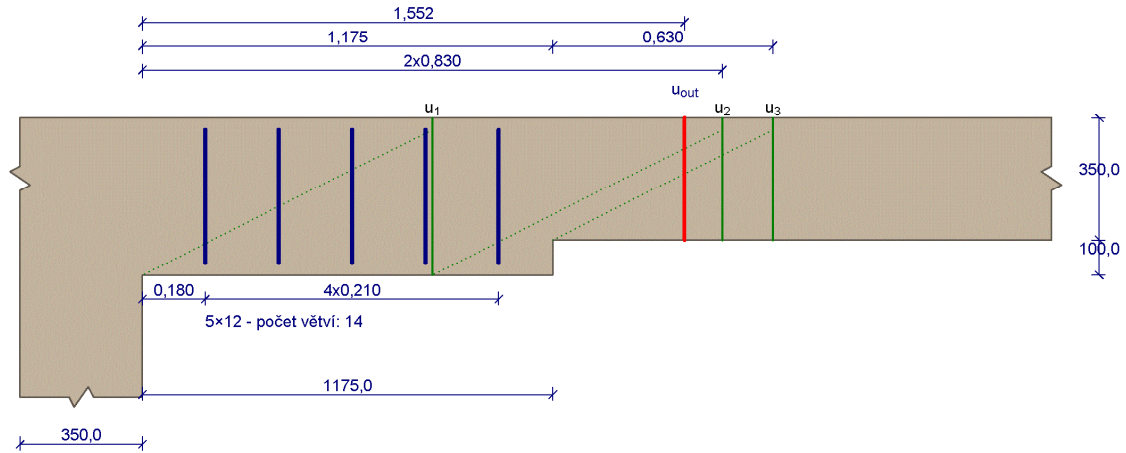 1,552
1,175
0,630
2x0,830
u1
uout
u2
u3
350,0
100,0
0,180
4x0,210
5×12 - počet větví: 14
1175,0
350,0